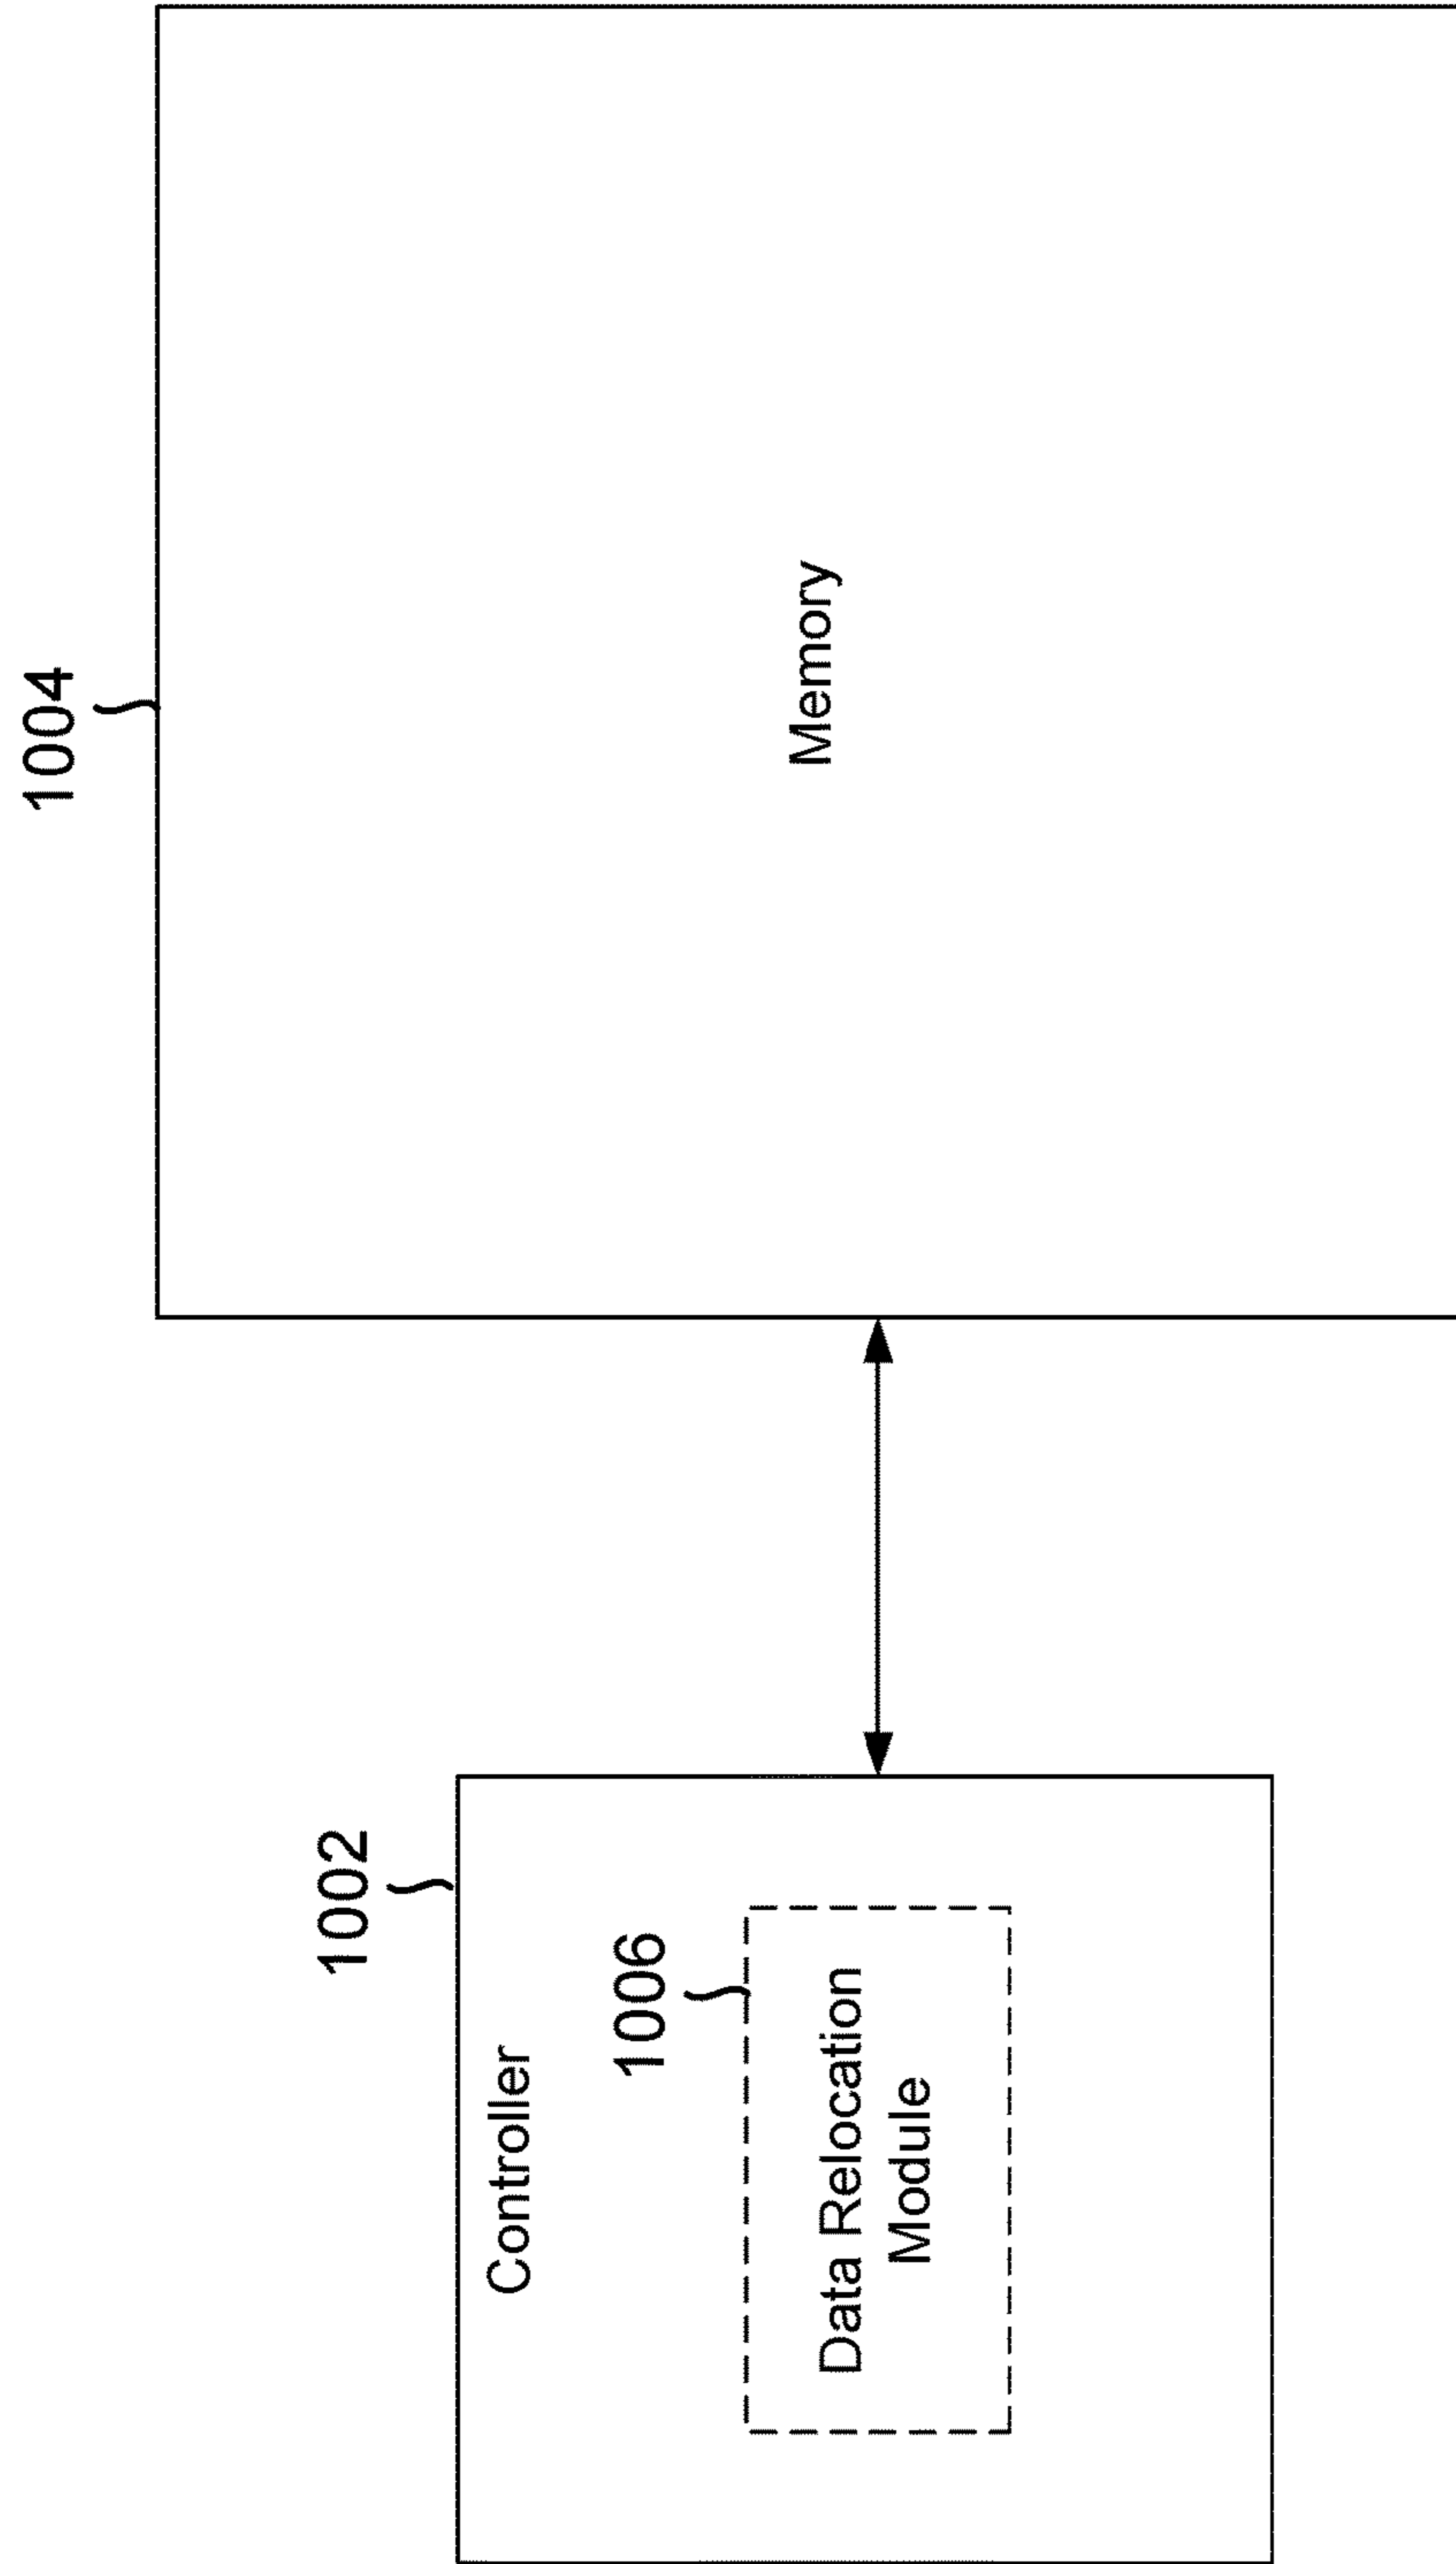 1002
Controller
1006
Data Relocation
Module
1004
Memory